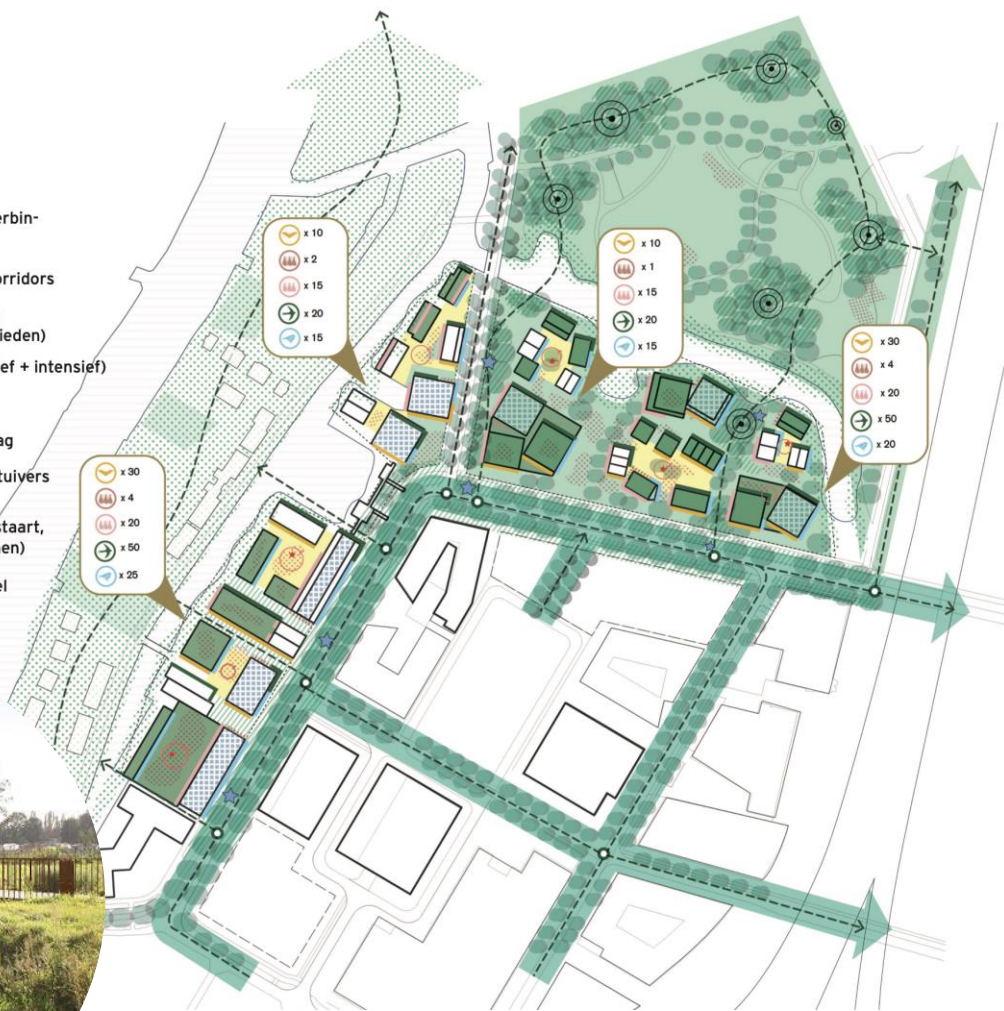 erbin-
orridors
ieden)
ef + intensief)
ag
tuivers
staart,
en)
el
x 10
x 2
x 15
x 20
x 15
x 10
x 1
x 15
x 20
x 15
x 30
x 4
x 20
x 50
x 20
x 30
x 4
x 20
x 50
x 25